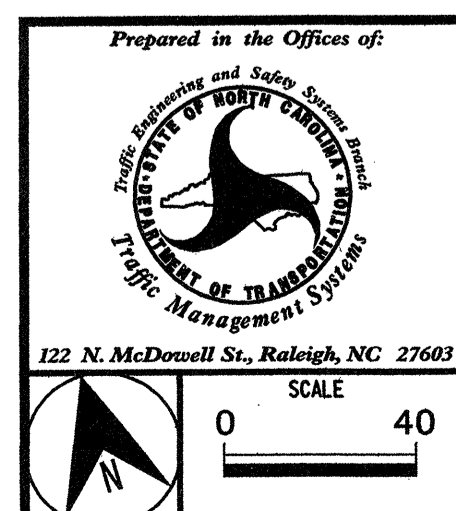 Prepared in the Offices of:
Traffic Engineering and Safety Systems Branch
STATE OF NORTH CAROLINA
DEPARTMENT OF TRANSPORTATION
Traffic Management Systems
122 N. McDowell St., Raleigh, NC 27603
SCALE
0 40
N